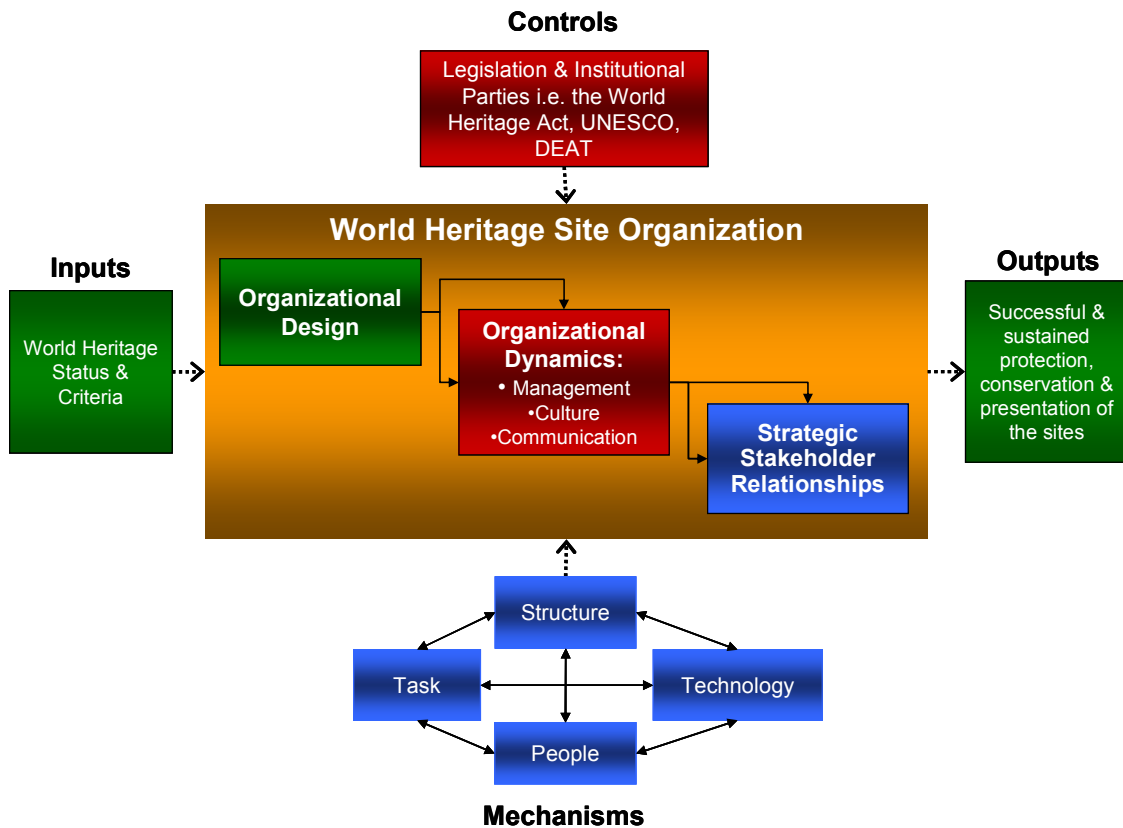 Controls
Legislation & Institutional
Parties i.e. the World
Heritage Act, UNESCO,
DEAT
World Heritage Site Organization
Inputs
World Heritage
Status &
Criteria
Organizational
Design
Organizational
Dynamics:
• Management
•Culture
•Communication
Strategic
Stakeholder
Relationships
Outputs
Successful &
sustained
protection,
conservation &
presentation of
the sites
Structure
Task
Technology
People
Mechanisms